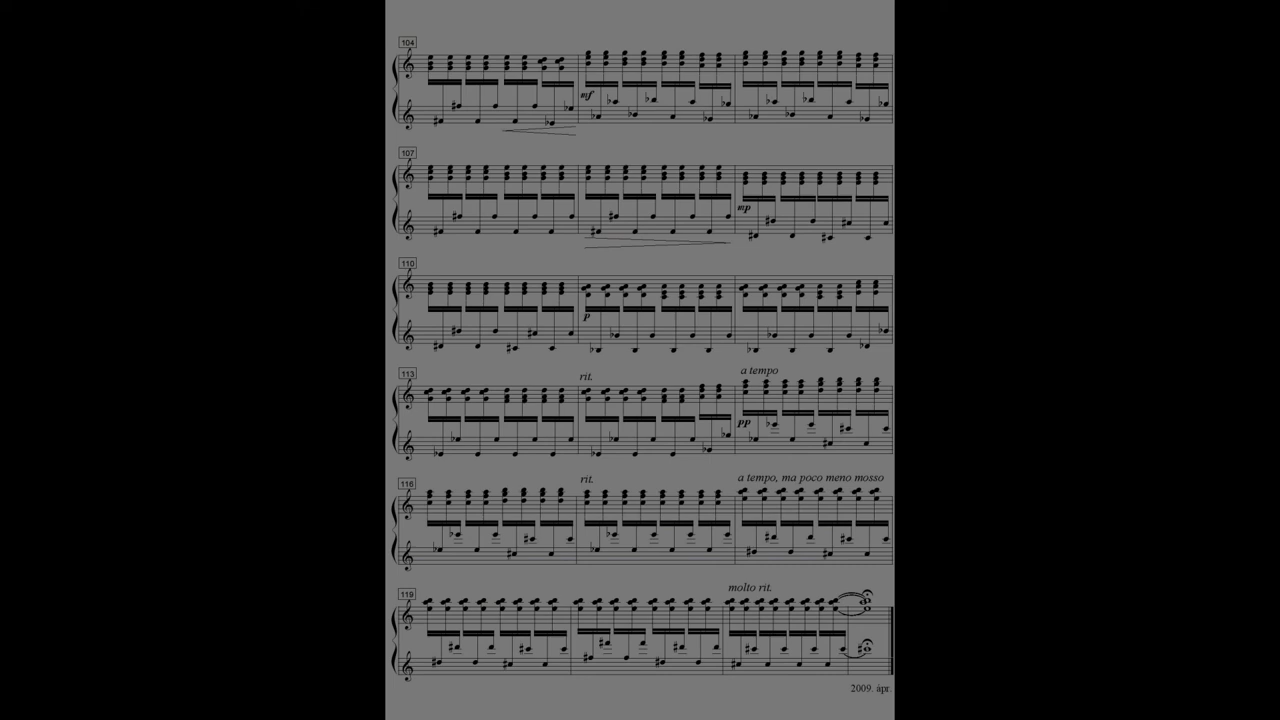 104
mf
107
mp
110
p
113
rit.
a tempo
pp
116
rit.
a tempo, ma poco meno mosso
119
molto rit.
2009. ápr.